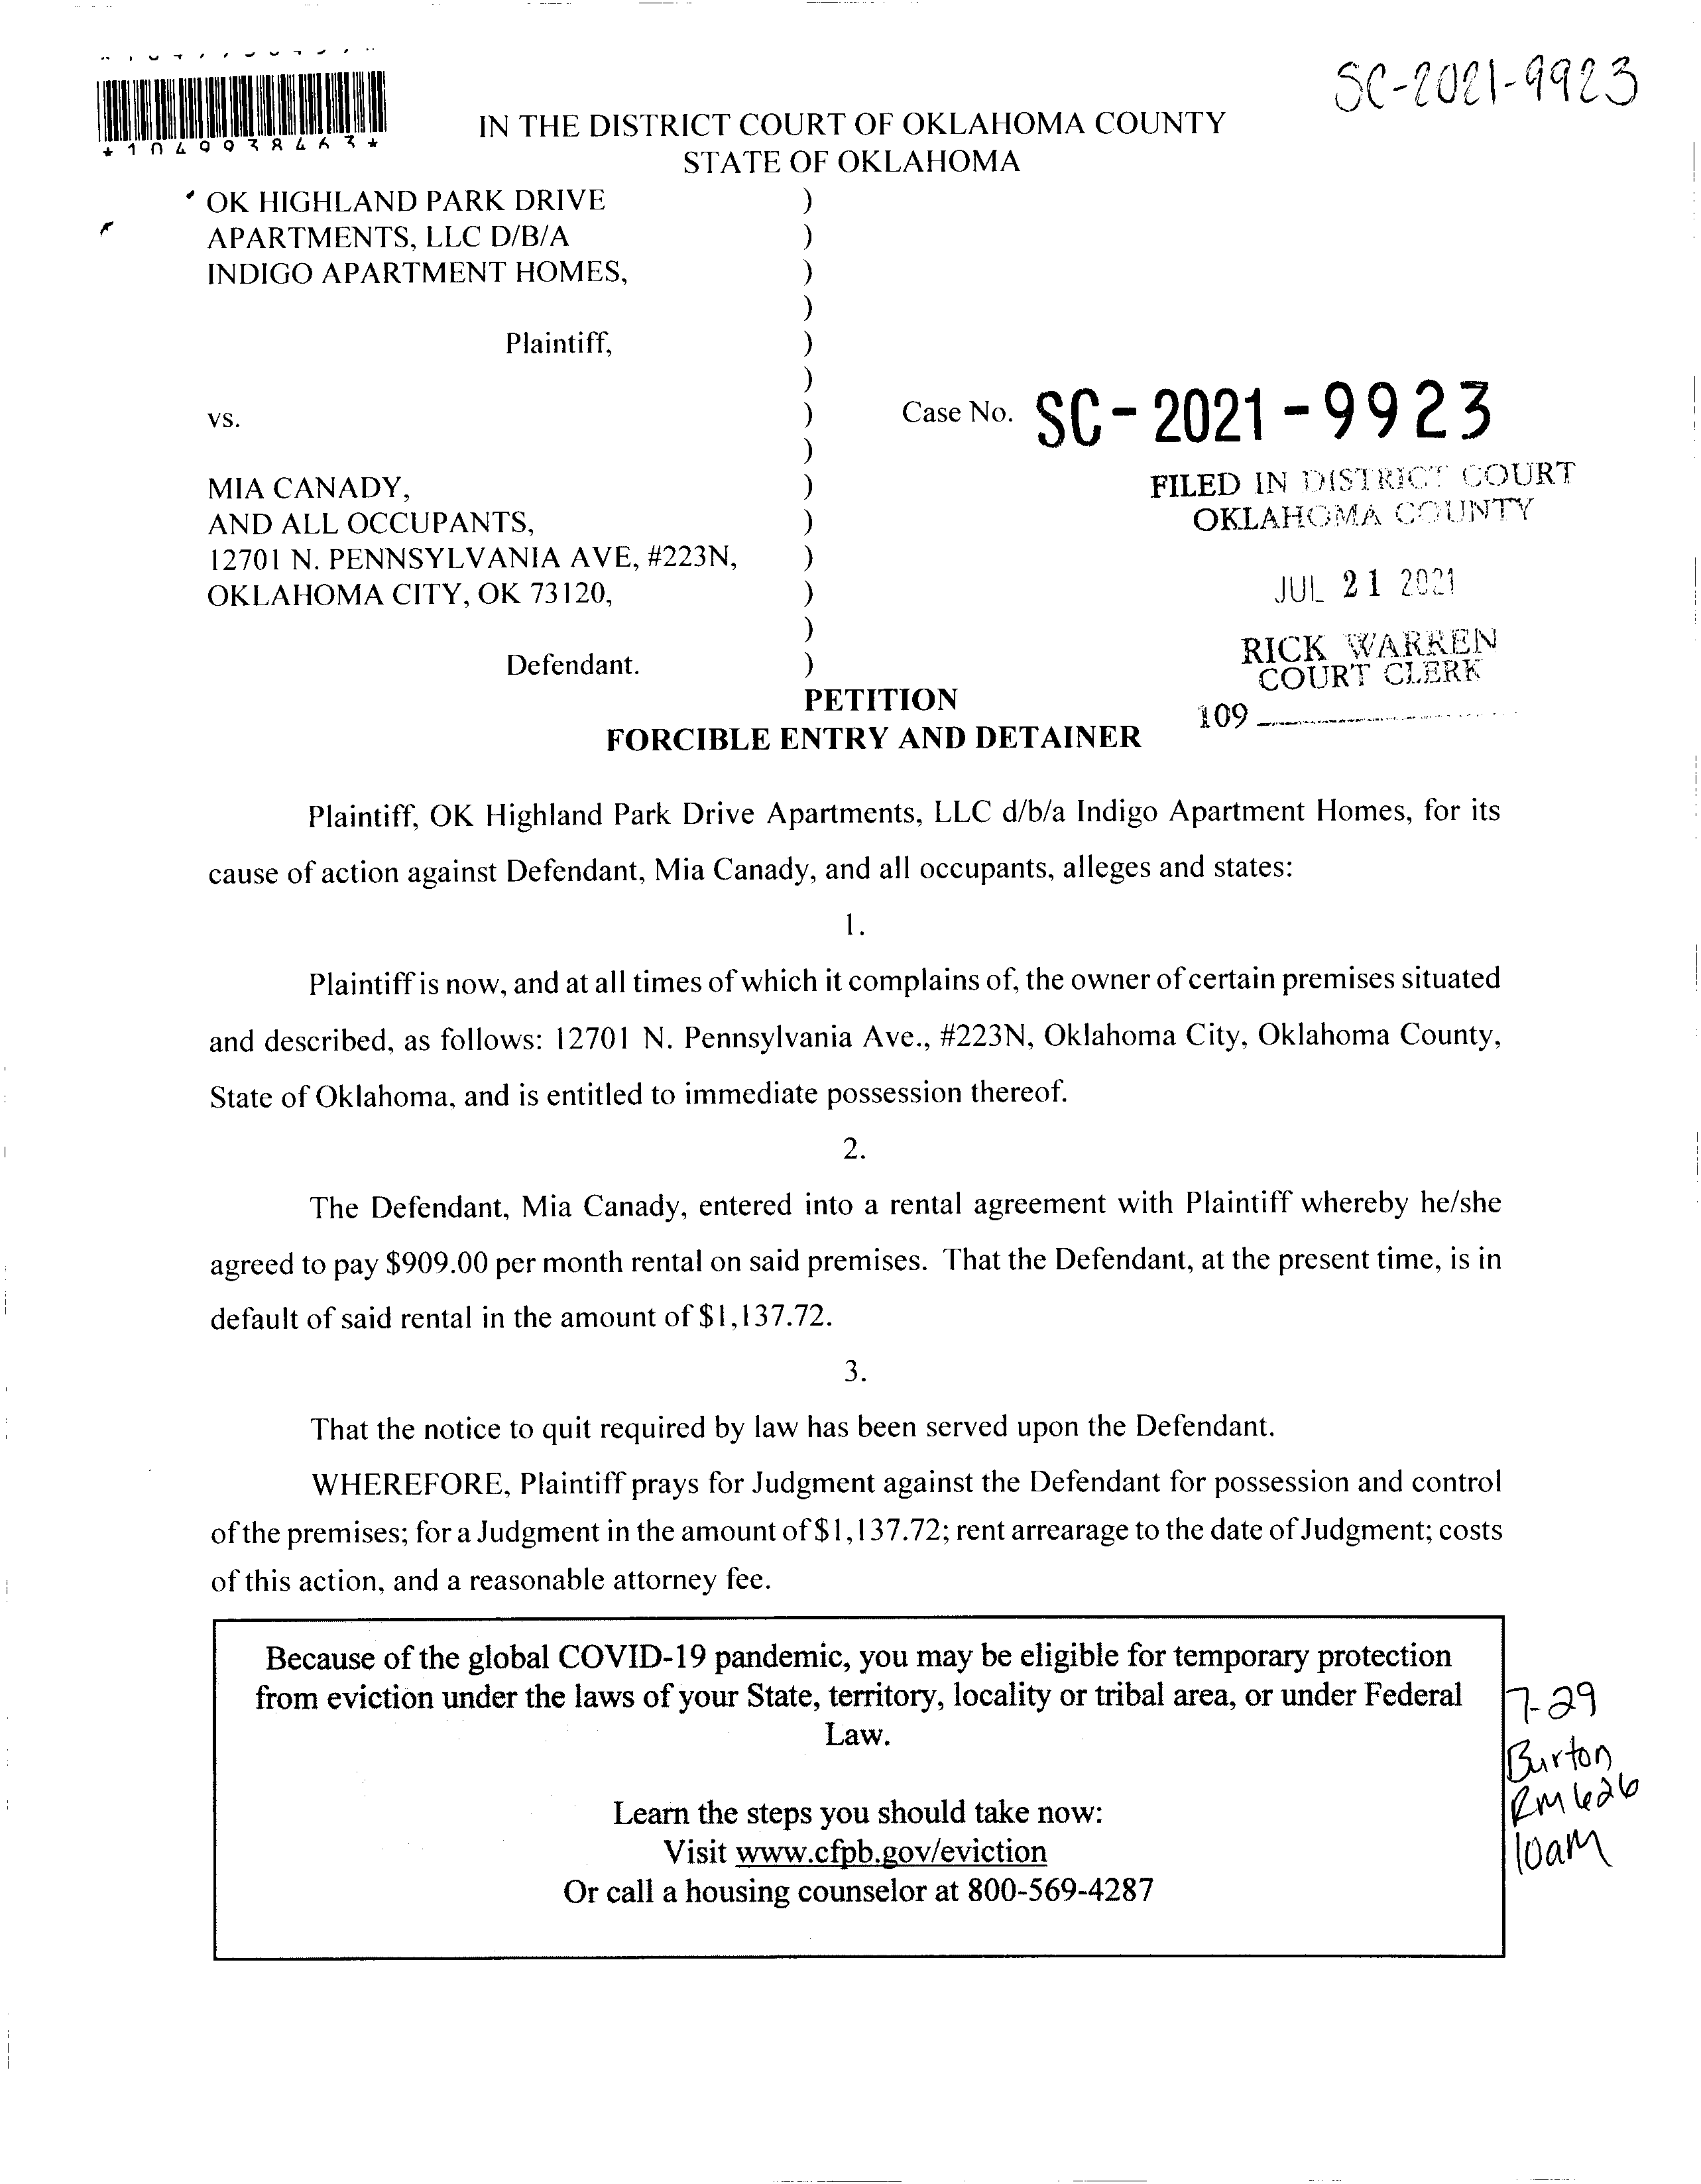 SC-2021-9923
*1049938463*
IN THE DISTRICT COURT OF OKLAHOMA COUNTY
STATE OF OKLAHOMA
OK HIGHLAND PARK DRIVE )
APARTMENTS, LLC D/B/A )
INDIGO APARTMENT HOMES, )
)
Plaintiff, )
)
vs. ) Case No. SC-2021-9923
)
MIA CANADY, ) FILED IN DISTRICT COURT
AND ALL OCCUPANTS, ) OKLAHOMA COUNTY
12701 N. PENNSYLVANIA AVE, #223N, )
OKLAHOMA CITY, OK 73120, ) JUL 21 2021
)
Defendant. ) RICK WARREN
COURT CLERK
PETITION
109
FORCIBLE ENTRY AND DETAINER
Plaintiff, OK Highland Park Drive Apartments, LLC d/b/a Indigo Apartment Homes, for its
cause of action against Defendant, Mia Canady, and all occupants, alleges and states:
1.
Plaintiff is now, and at all times of which it complains of, the owner of certain premises situated
and described, as follows: 12701 N. Pennsylvania Ave., #223N, Oklahoma City, Oklahoma County,
State of Oklahoma, and is entitled to immediate possession thereof.
2.
The Defendant, Mia Canady, entered into a rental agreement with Plaintiff whereby he/she
agreed to pay $909.00 per month rental on said premises. That the Defendant, at the present time, is in
default of said rental in the amount of $1,137.72.
3.
That the notice to quit required by law has been served upon the Defendant.
WHEREFORE, Plaintiff prays for Judgment against the Defendant for possession and control
of the premises; for a Judgment in the amount of $1,137.72; rent arrearage to the date of Judgment; costs
of this action, and a reasonable attorney fee.
Because of the global COVID-19 pandemic, you may be eligible for temporary protection
from eviction under the laws of your State, territory, locality or tribal area, or under Federal
Law.
Learn the steps you should take now:
Visit www.cfpb.gov/eviction
Or call a housing counselor at 800-569-4287
7-29
Burton
RM 626
10am